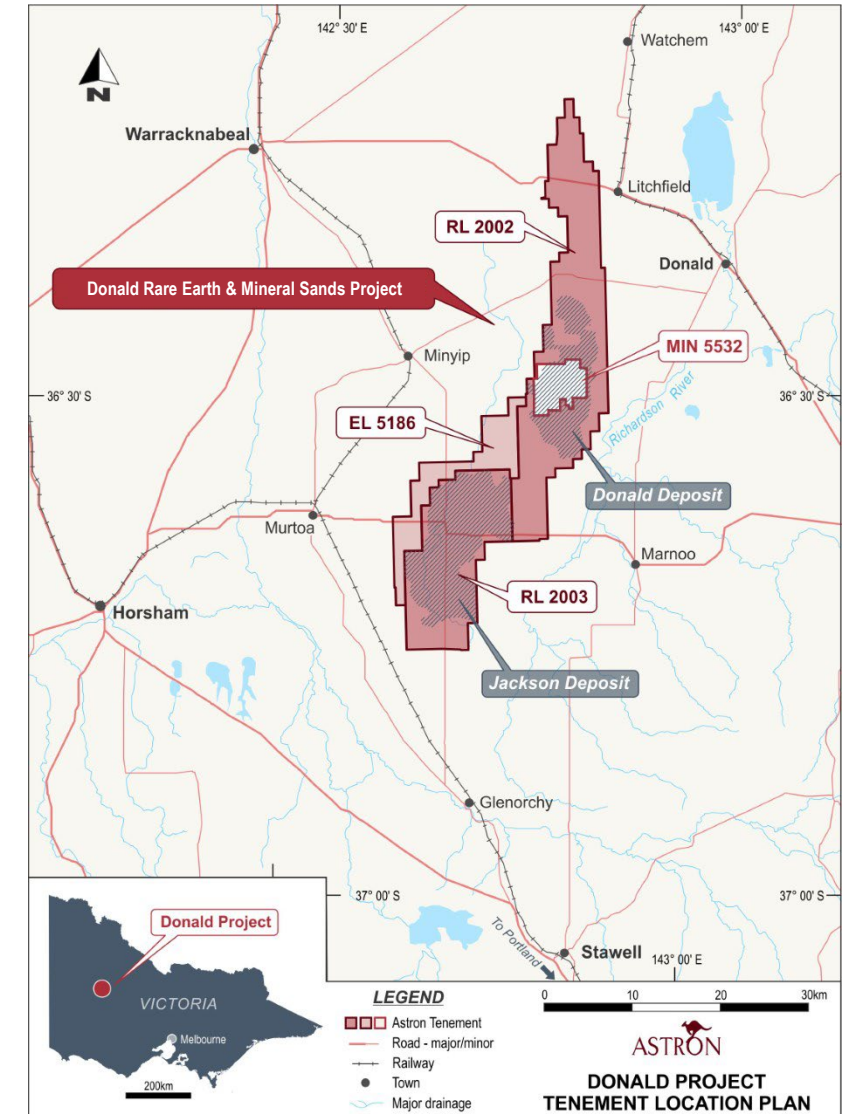 142° 30' E
143° 00' E
Watchem
N
Warracknabeal
Litchfield
RL 2002
Donald
Donald Rare Earth & Mineral Sands Project
MIN 5532
Minyip
36° 30' S
36° 30' S
Richardson River
EL 5186
Donald Deposit
Murtoa
Marnoo
RL 2003
Horsham
Jackson Deposit
Glenorchy
37° 00' S
37° 00' S
To Portland
Stawell
143° 00' E
Donald Project
VICTORIA
Melbourne
200km
LEGEND
Astron Tenement
Road - major/minor
Railway
Town
Major drainage
0 10 20 30km
ASTRON
DONALD PROJECT
TENEMENT LOCATION PLAN